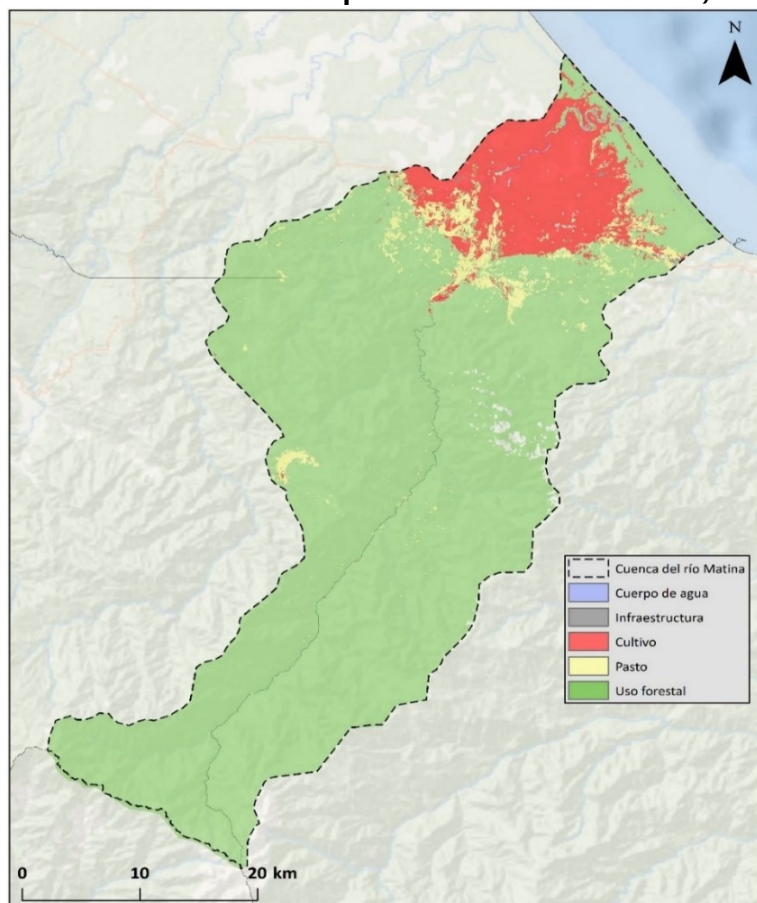 N
Cuenca del río Matina
Cuerpo de agua
Infraestructura
Cultivo
Pasto
Uso forestal
0 10 20 km